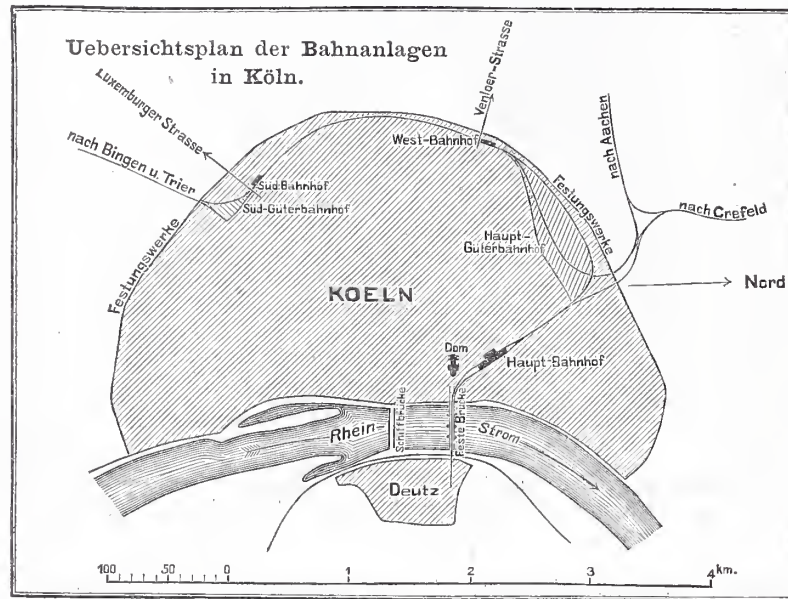 Uebersichtsplan der Bahnanlagen
in Köln.
Luxemburger Strasse
nach Bingen u. Trier
Süd-Bahnhof
Süd-Güterbahnhof
Festungswerke
Venloer-Strasse
West-Bahnhof
Festungswerke
nach Aachen
nach Crefeld
Haupt-
Güterbahnhof
Nord
KOELN
Dom
Haupt-Bahnhof
Rhein-
Schiffbrücke
Feste Brücke
Strom
Deutz
100 50 0 1 2 3 4 km.